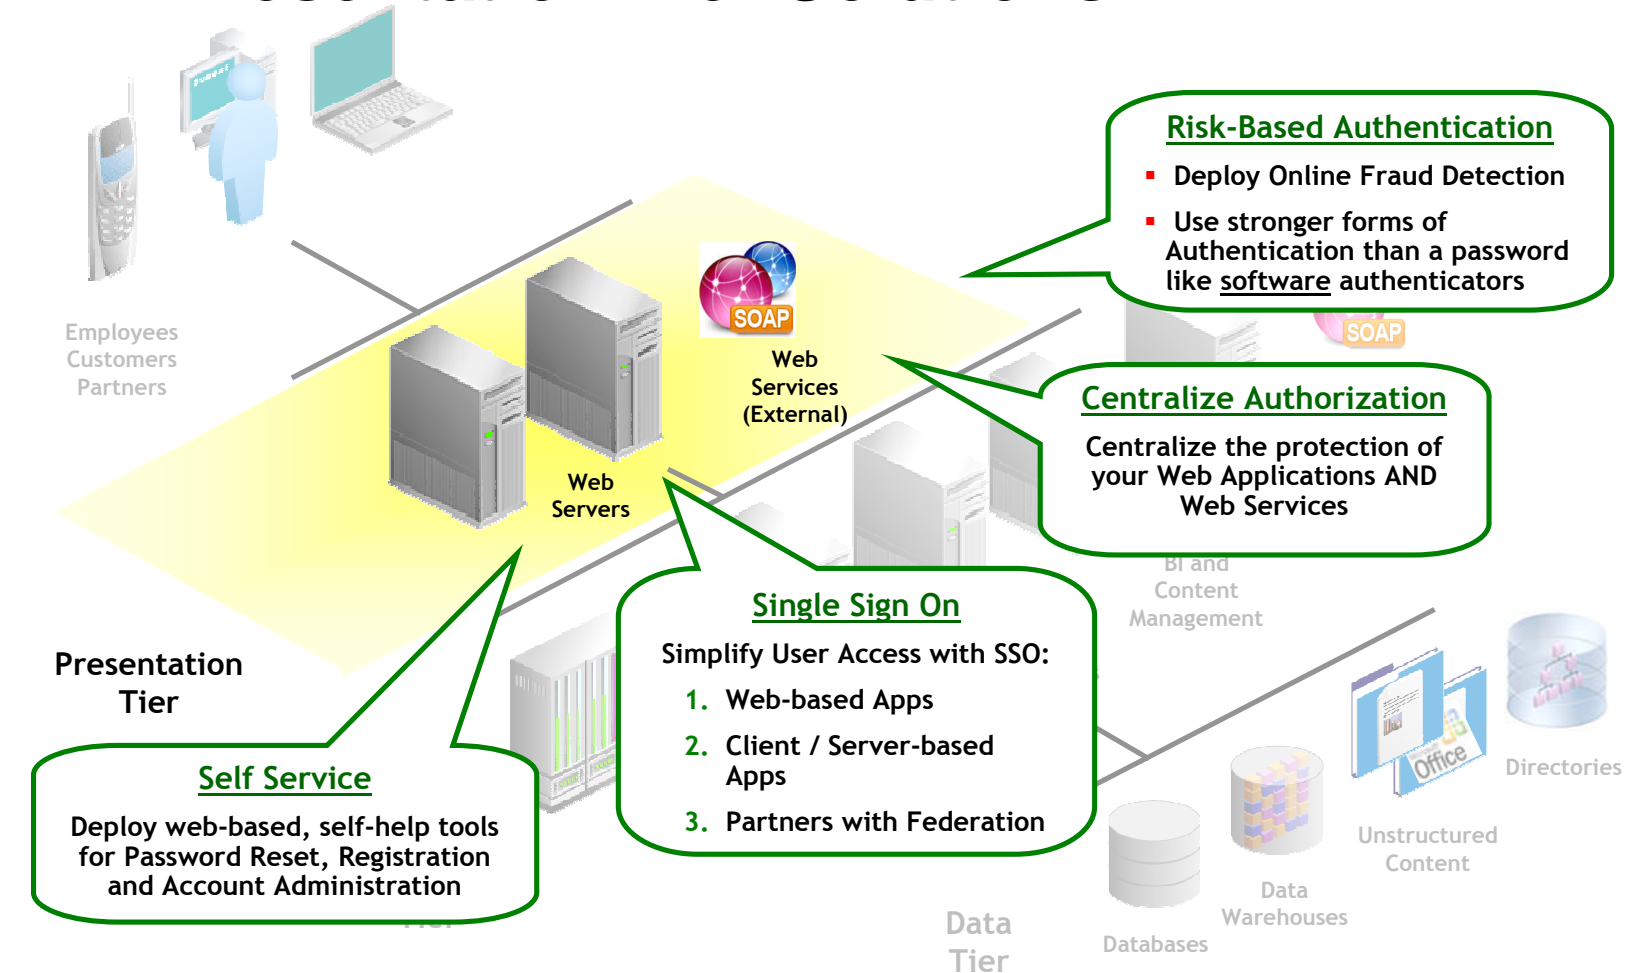 Risk-Based Authentication
▪ Deploy Online Fraud Detection
▪ Use stronger forms of
Authentication than a password
like software authenticators
SOAP
SOAP
Employees
Customers
Partners
Web
Services
(External)
Centralize Authorization
Centralize the protection of
your Web Applications AND
Web Services
Web
Servers
BI and
Content
Management
Single Sign On
Simplify User Access with SSO:
1. Web-based Apps
2. Client / Server-based
Apps
3. Partners with Federation
Presentation
Tier
Self Service
Deploy web-based, self-help tools
for Password Reset, Registration
and Account Administration
Office
Directories
Unstructured
Content
Data
Warehouses
Databases
Data
Tier